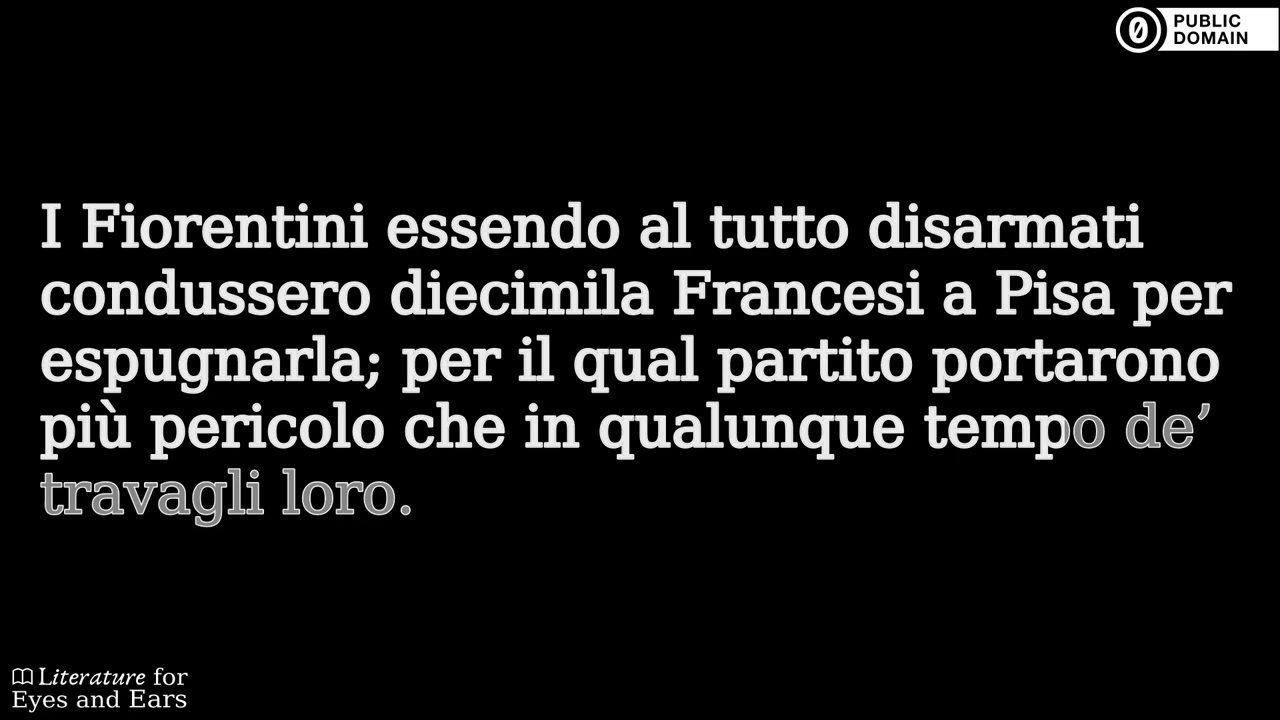 PUBLIC
DOMAIN
I Fiorentini essendo al tutto disarmati
condussero diecimila Francesi a Pisa per
espugnarla; per il qual partito portarono
più pericolo che in qualunque tempo de’
travagli loro.
Literature for
Eyes and Ears